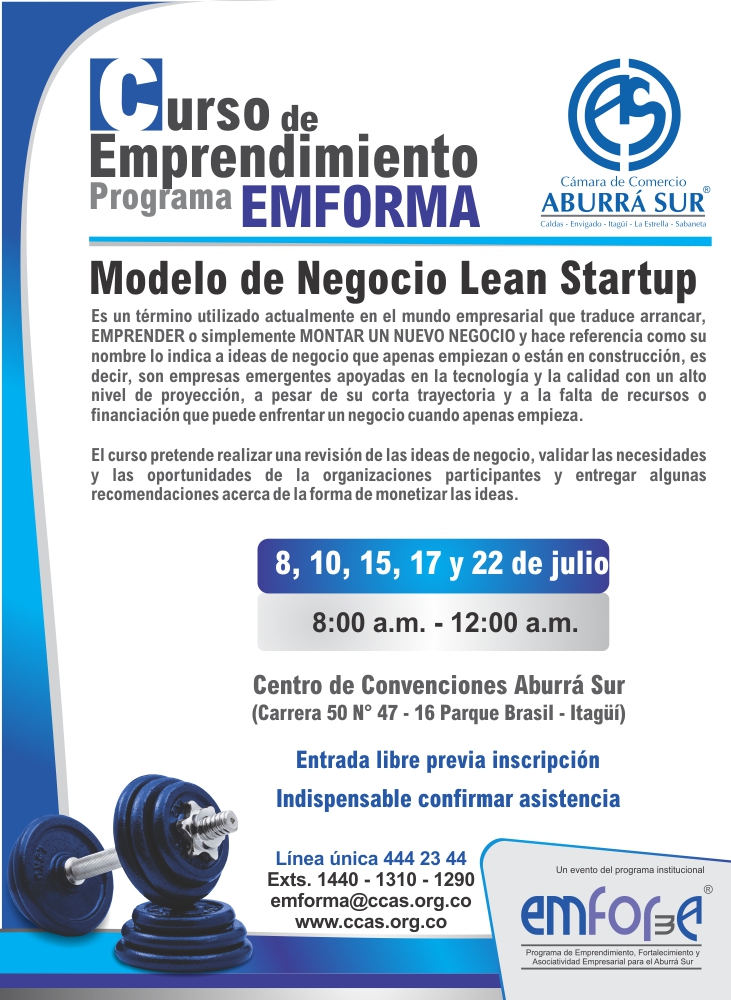 Curso de
Emprendimiento
Programa EMFORMA
AS
Cámara de Comercio
ABURRÁ SUR®
Caldas - Envigado - Itagüí - La Estrella - Sabaneta
Modelo de Negocio Lean Startup
Es un término utilizado actualmente en el mundo empresarial que traduce arrancar,
EMPRENDER o simplemente MONTAR UN NUEVO NEGOCIO y hace referencia como su
nombre lo indica a ideas de negocio que apenas empiezan o están en construcción, es
decir, son empresas emergentes apoyadas en la tecnología y la calidad con un alto
nivel de proyección, a pesar de su corta trayectoria y a la falta de recursos o
financiación que puede enfrentar un negocio cuando apenas empieza.
El curso pretende realizar una revisión de las ideas de negocio, validar las necesidades
y las oportunidades de la organizaciones participantes y entregar algunas
recomendaciones acerca de la forma de monetizar las ideas.
8, 10, 15, 17 y 22 de julio
8:00 a.m. - 12:00 a.m.
Centro de Convenciones Aburrá Sur
(Carrera 50 N° 47 - 16 Parque Brasil - Itagüí)
Entrada libre previa inscripción
Indispensable confirmar asistencia
Línea única 444 23 44
Exts. 1440 - 1310 - 1290
emforma@ccas.org.co
www.ccas.org.co
Un evento del programa institucional
emforma®
Programa de Emprendimiento, Fortalecimiento y
Asociatividad Empresarial para el Aburrá Sur